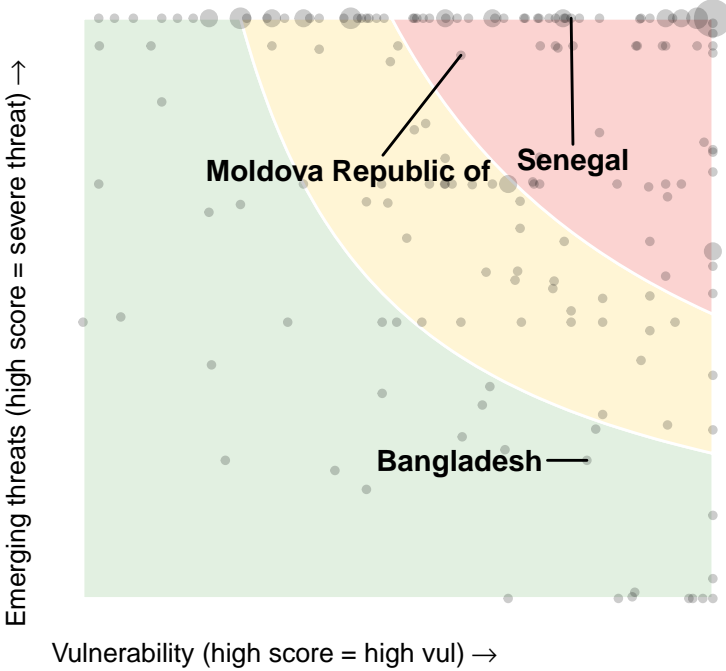 Emerging threats (high score = severe threat) →
Moldova Republic of
Senegal
Bangladesh
Vulnerability (high score = high vul) →